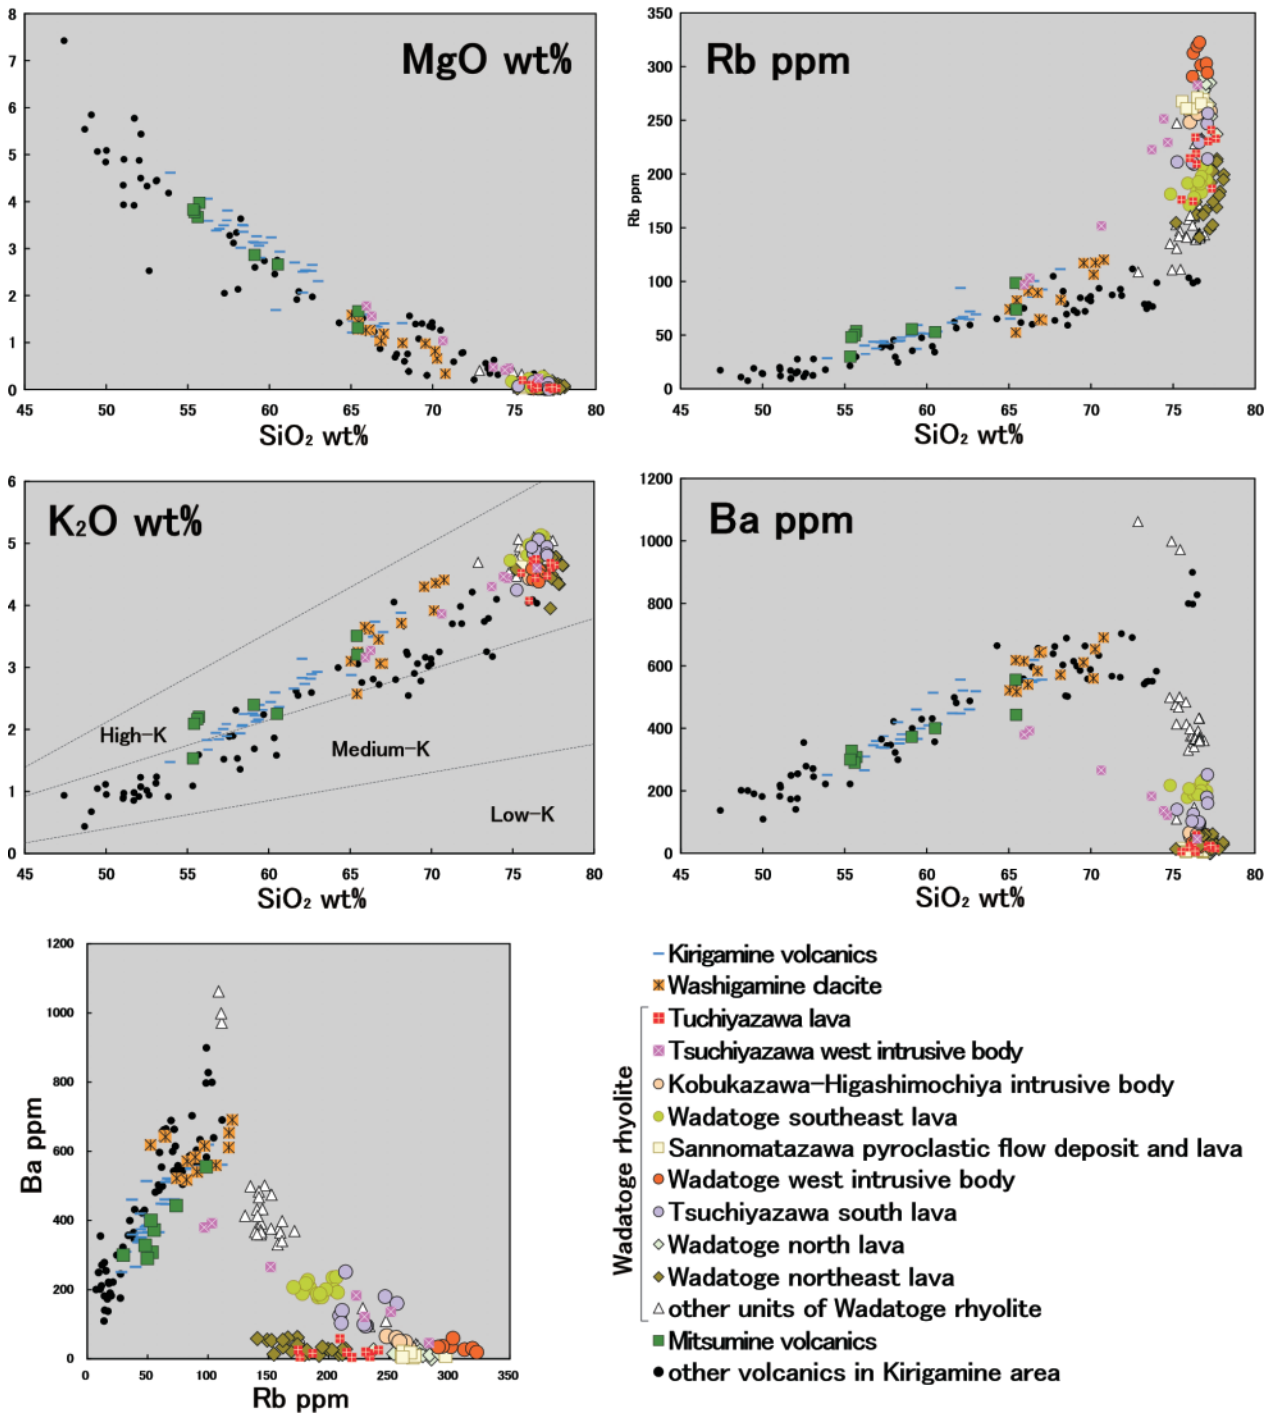 8
7
6
5
4
3
2
1
0
MgO wt%
45 50 55 60 65 70 75 80
SiO₂ wt%
350
300
250
200
150
100
50
0
Rb ppm
Rb ppm
45 50 55 60 65 70 75 80
SiO₂ wt%
6
5
4
3
2
1
0
K₂O wt%
High-K
Medium-K
Low-K
45 50 55 60 65 70 75 80
SiO₂ wt%
1200
1000
800
600
400
200
0
Ba ppm
45 50 55 60 65 70 75 80
SiO₂ wt%
1200
1000
800
600
400
200
0
Ba ppm
0 50 100 150 200 250 300 350
Rb ppm
Kirigamine volcanics
Washigamine dacite
Wadatoge rhyolite
Tuchiyazawa lava
Tsuchiyazawa west intrusive body
Kobukazawa-Higashimochiya intrusive body
Wadatoge southeast lava
Sannomatazawa pyroclastic flow deposit and lava
Wadatoge west intrusive body
Tsuchiyazawa south lava
Wadatoge north lava
Wadatoge northeast lava
other units of Wadatoge rhyolite
Mitsumine volcanics
other volcanics in Kirigamine area